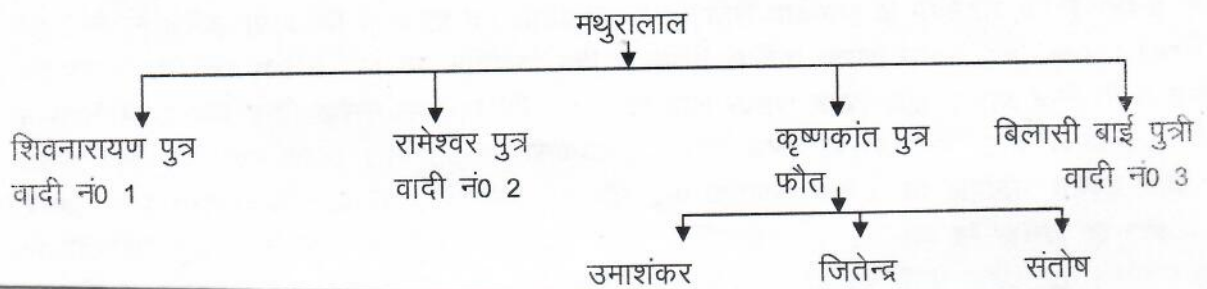 मथुरालाल
शिवनारायण पुत्र रामेश्वर पुत्र कृष्णकांत पुत्र बिलासी बाई पुत्री
वादी नं0 1 वादी नं0 2 फौत वादी नं0 3
उमाशंकर जितेन्द्र संतोष